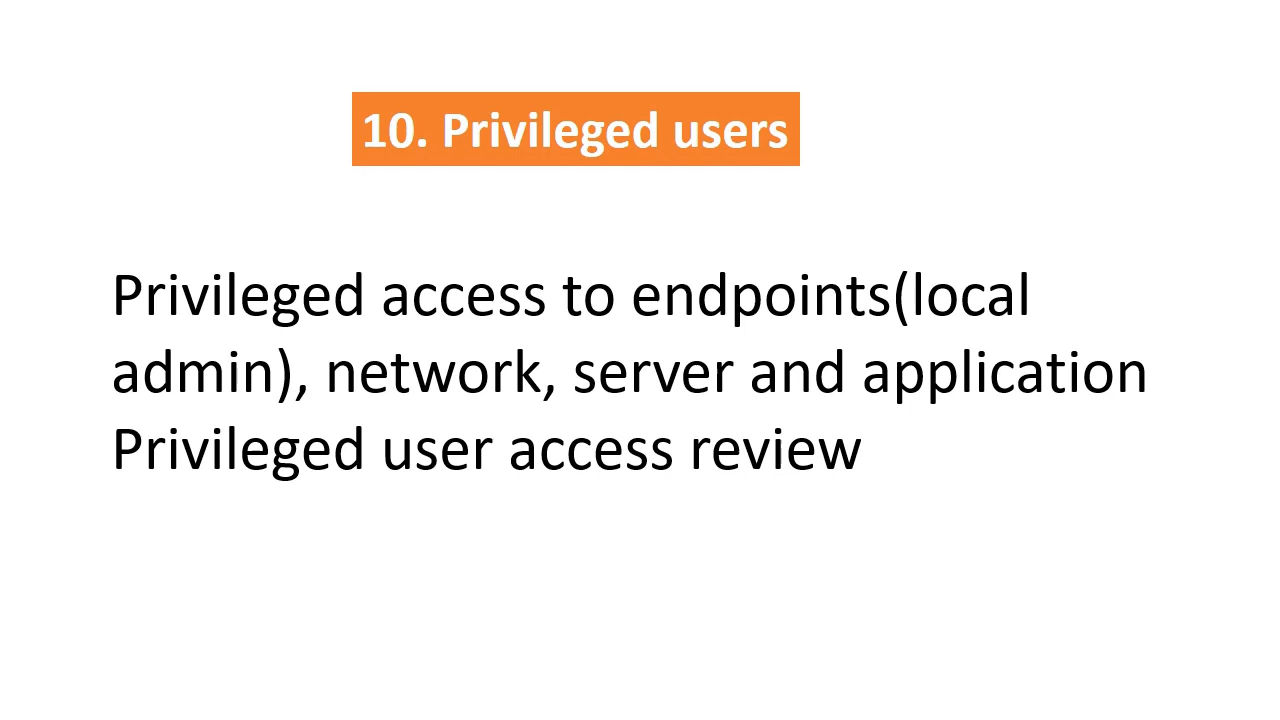 10. Privileged users
Privileged access to endpoints(local
admin), network, server and application
Privileged user access review